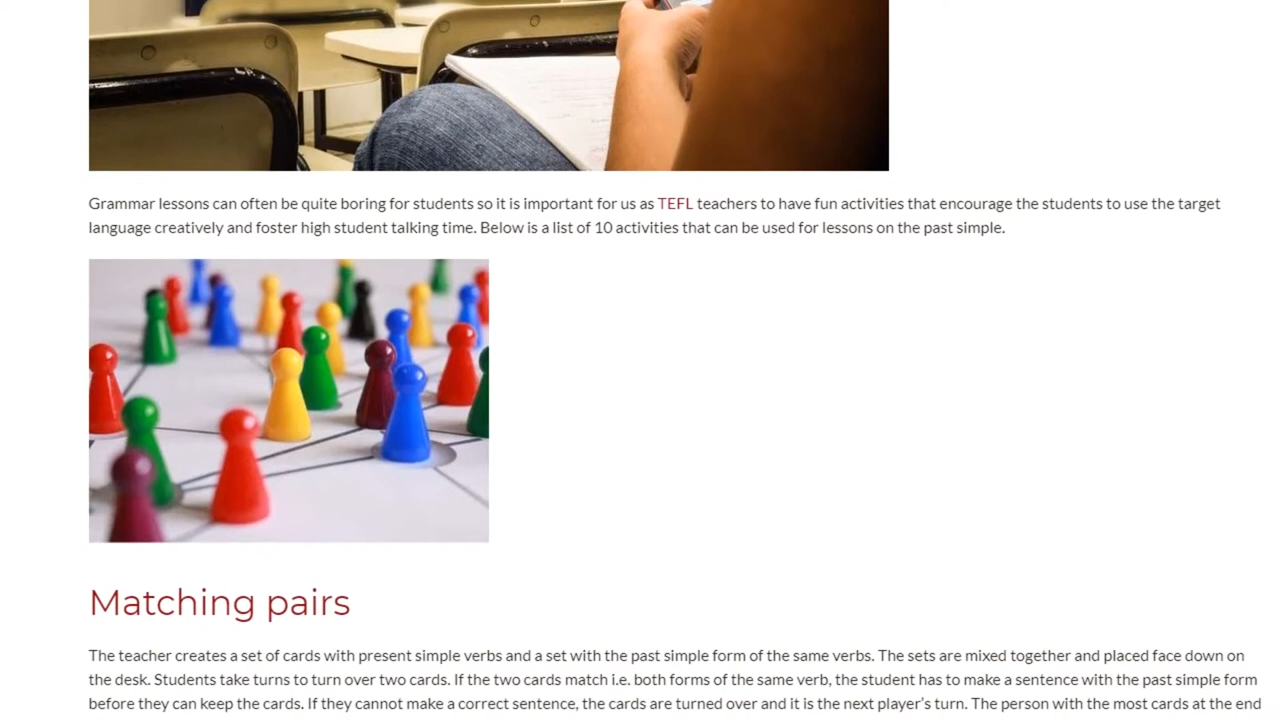 Grammar lessons can often be quite boring for students so it is important for us as TEFL teachers to have fun activities that encourage the students to use the target
language creatively and foster high student talking time. Below is a list of 10 activities that can be used for lessons on the past simple.
Matching pairs
The teacher creates a set of cards with present simple verbs and a set with the past simple form of the same verbs. The sets are mixed together and placed face down on
the desk. Students take turns to turn over two cards. If the two cards match i.e. both forms of the same verb, the student has to make a sentence with the past simple form
before they can keep the cards. If they cannot make a correct sentence, the cards are turned over and it is the next player’s turn. The person with the most cards at the end